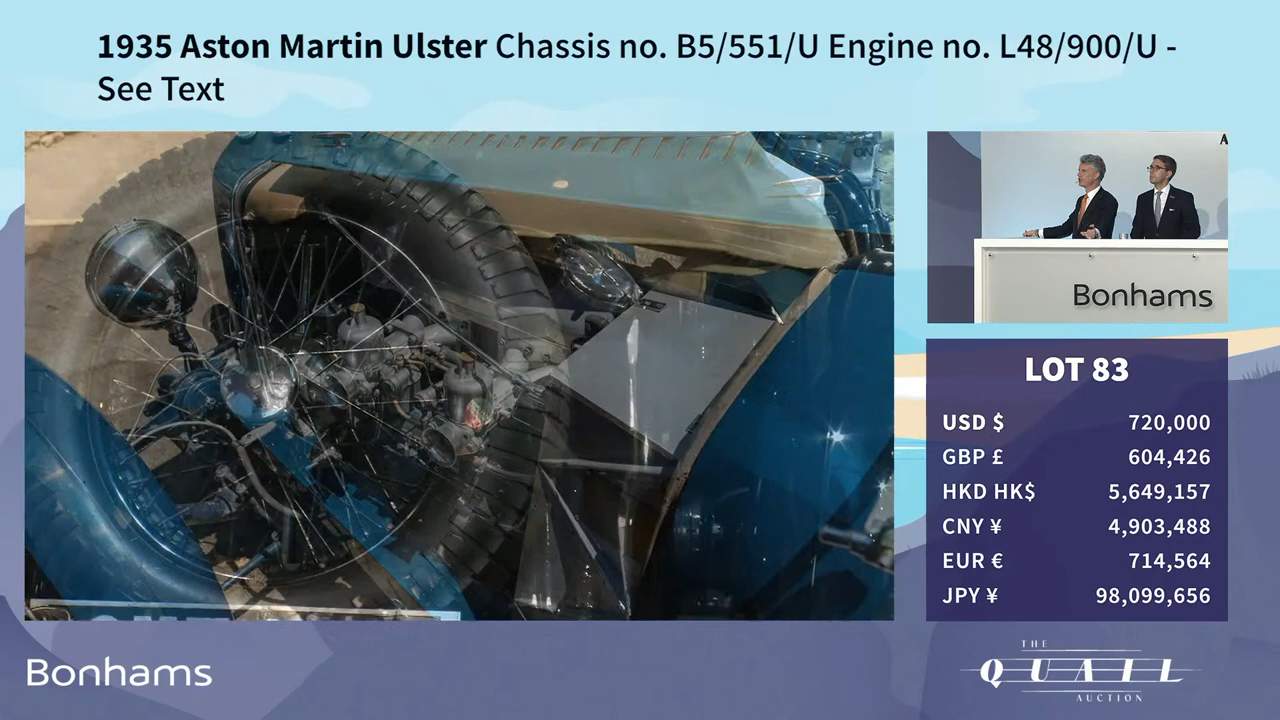 1935 Aston Martin Ulster Chassis no. B5/551/U Engine no. L48/900/U -
See Text
A
Bonhams
LOT 83
USD $ 720,000
GBP £ 604,426
HKD HK$ 5,649,157
CNY ¥ 4,903,488
EUR € 714,564
JPY ¥ 98,099,656
Bonhams
THE
QUAIL
AUCTION